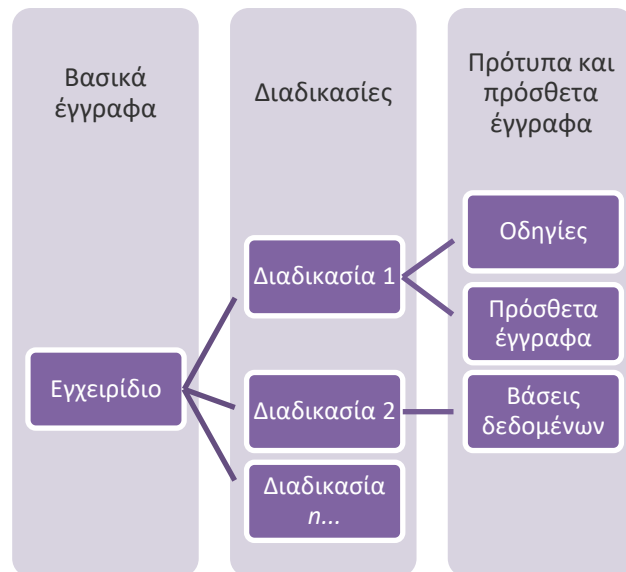 Βασικά
έγγραφα
Διαδικασίες
Πρότυπα και
πρόσθετα
έγγραφα
Εγχειρίδιο
Διαδικασία 1
Διαδικασία 2
Διαδικασία
n...
Οδηγίες
Πρόσθετα
έγγραφα
Βάσεις
δεδομένων